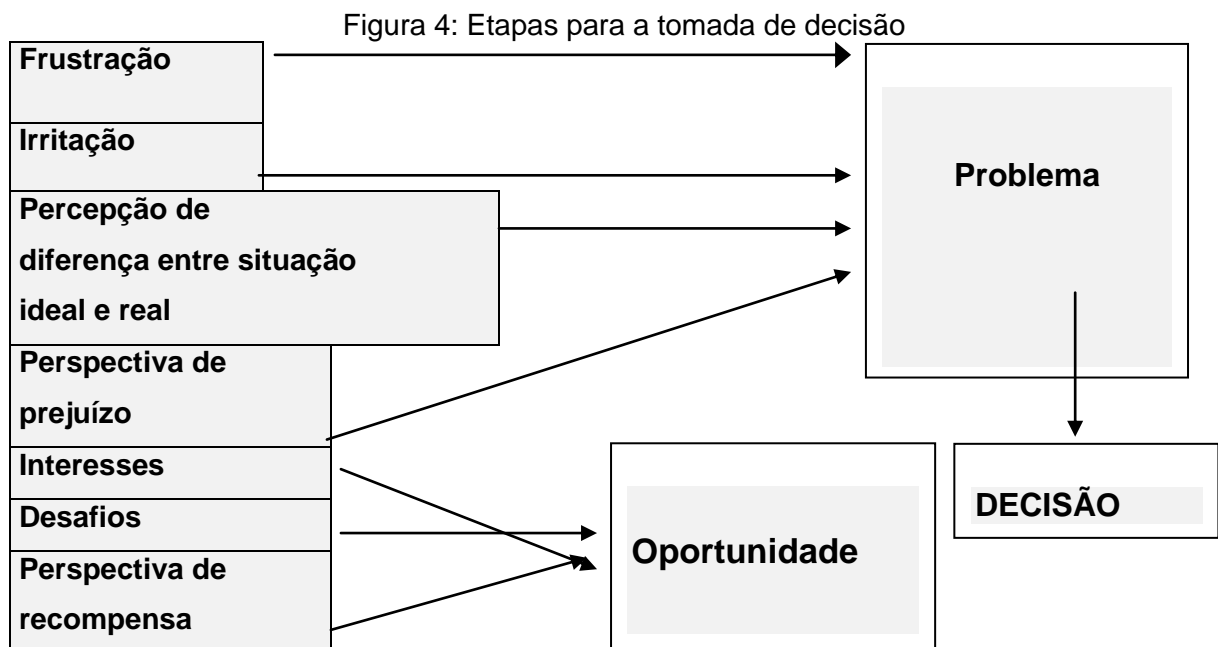 Figura 4: Etapas para a tomada de decisão
Frustração
Irritação
Percepção de
diferença entre situação
ideal e real
Perspectiva de
prejuízo
Interesses
Desafios
Perspectiva de
recompensa
Problema
Oportunidade
DECISÃO